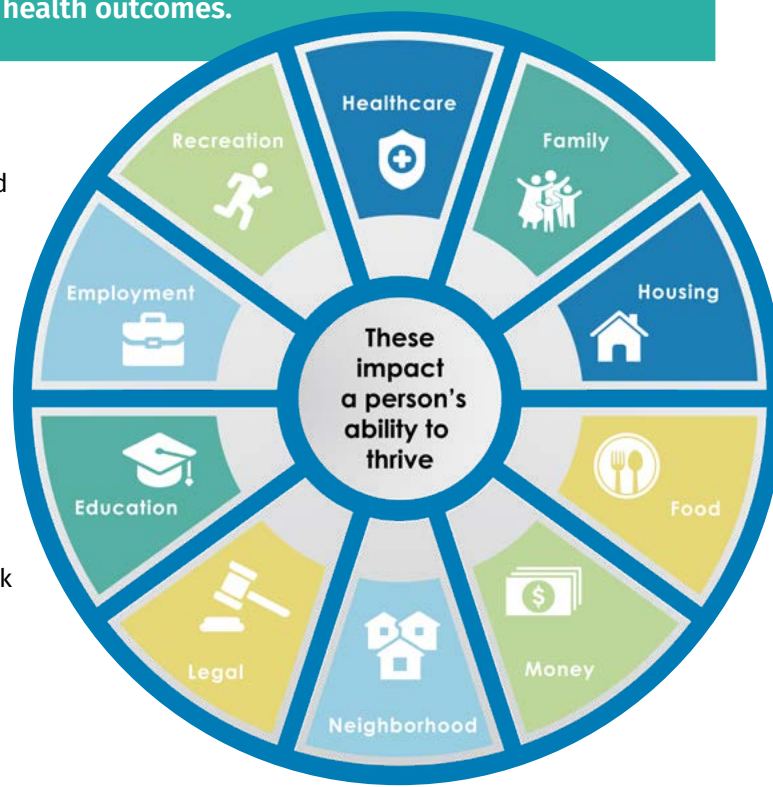 health outcomes.
d
k
Healthcare
Family
Housing
Food
Money
Neighborhood
Legal
Education
Employment
Recreation
These
impact
a person's
ability to
thrive
$